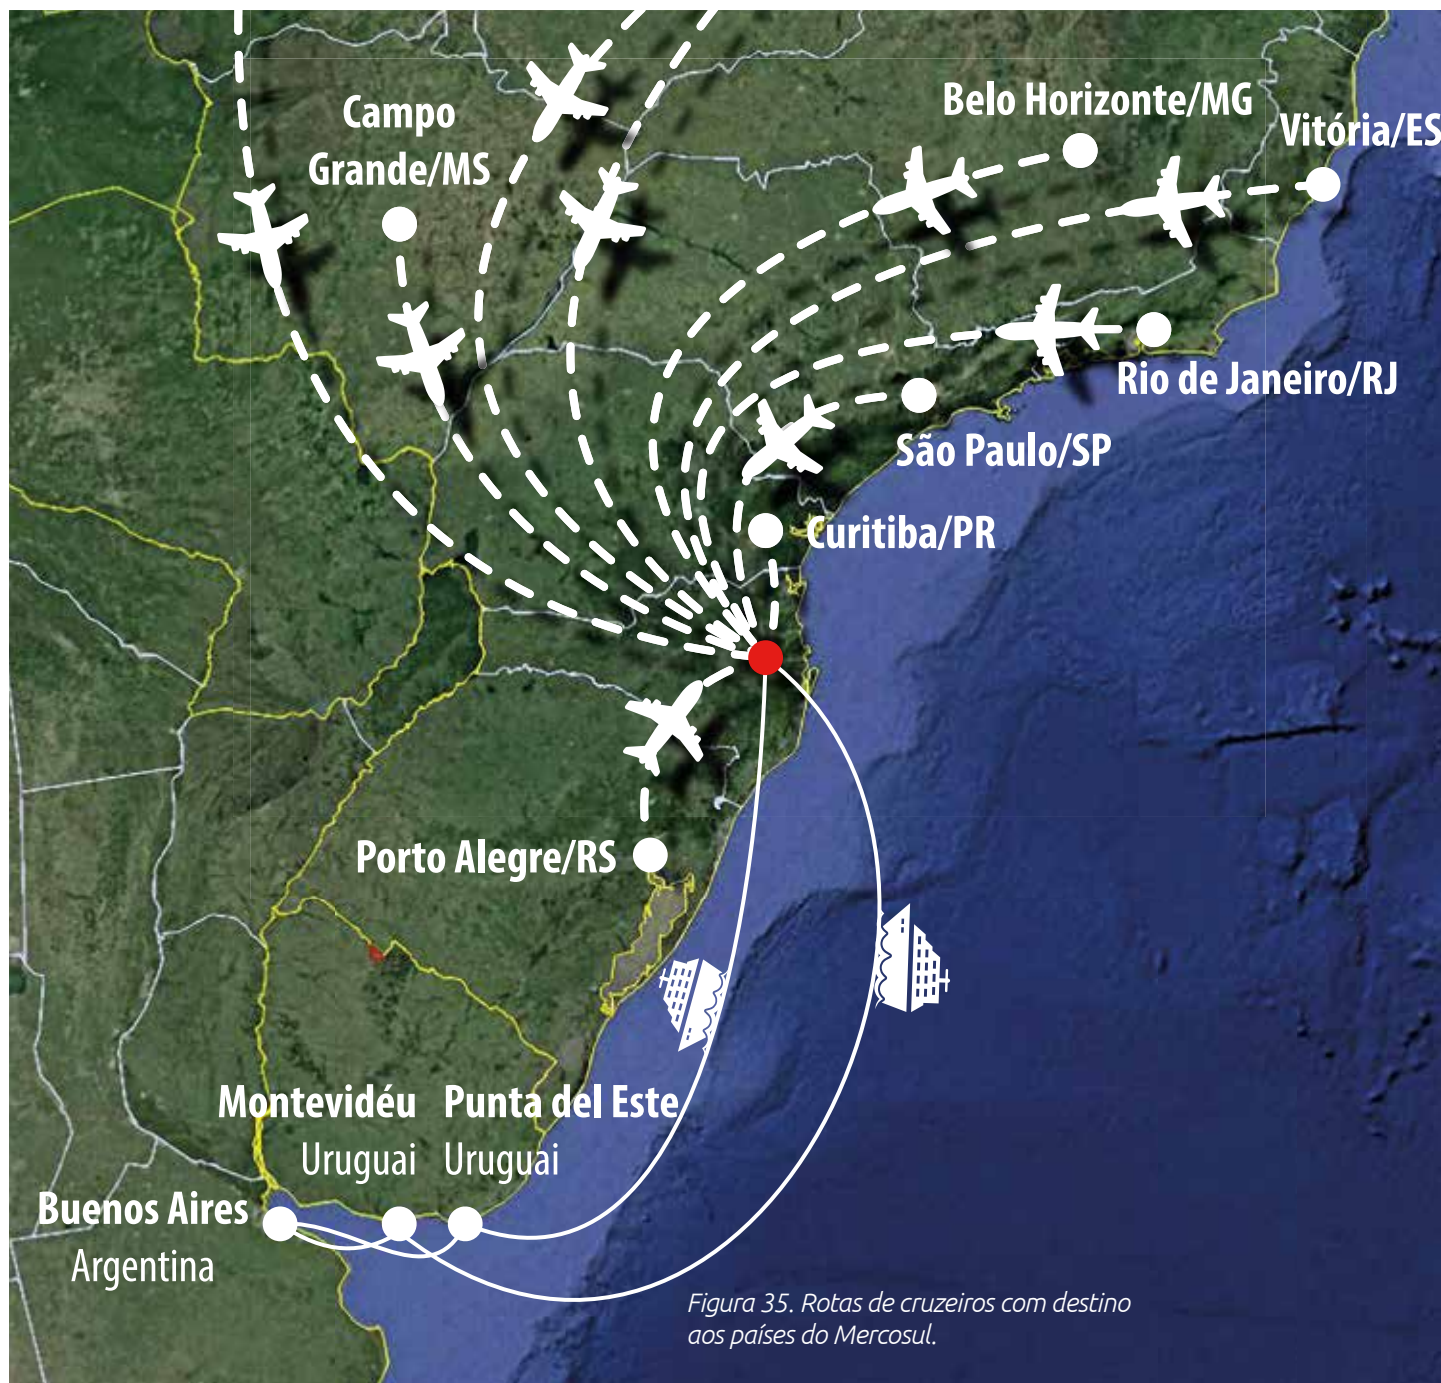 Campo
Grande/MS
Belo Horizonte/MG
Vitória/ES
Rio de Janeiro/RJ
São Paulo/SP
Curitiba/PR
Porto Alegre/RS
Montevidéu
Uruguai
Punta del Este
Uruguai
Buenos Aires
Argentina
Figura 35. Rotas de cruzeiros com destino
aos países do Mercosul.